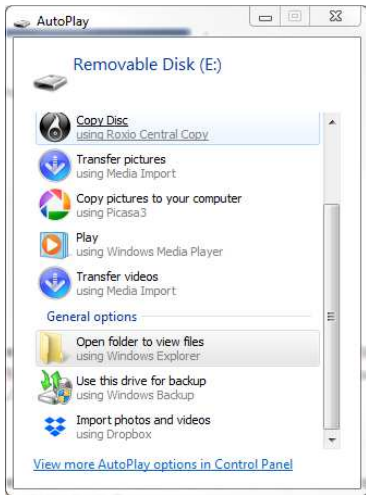 AutoPlay
Removable Disk (E:)
Copy Disc
using Roxio Central Copy
Transfer pictures
using Media Import
Copy pictures to your computer
using Picasa3
Play
using Windows Media Player
Transfer videos
using Media Import
General options
Open folder to view files
using Windows Explorer
Use this drive for backup
using Windows Backup
Import photos and videos
using Dropbox
View more AutoPlay options in Control Panel